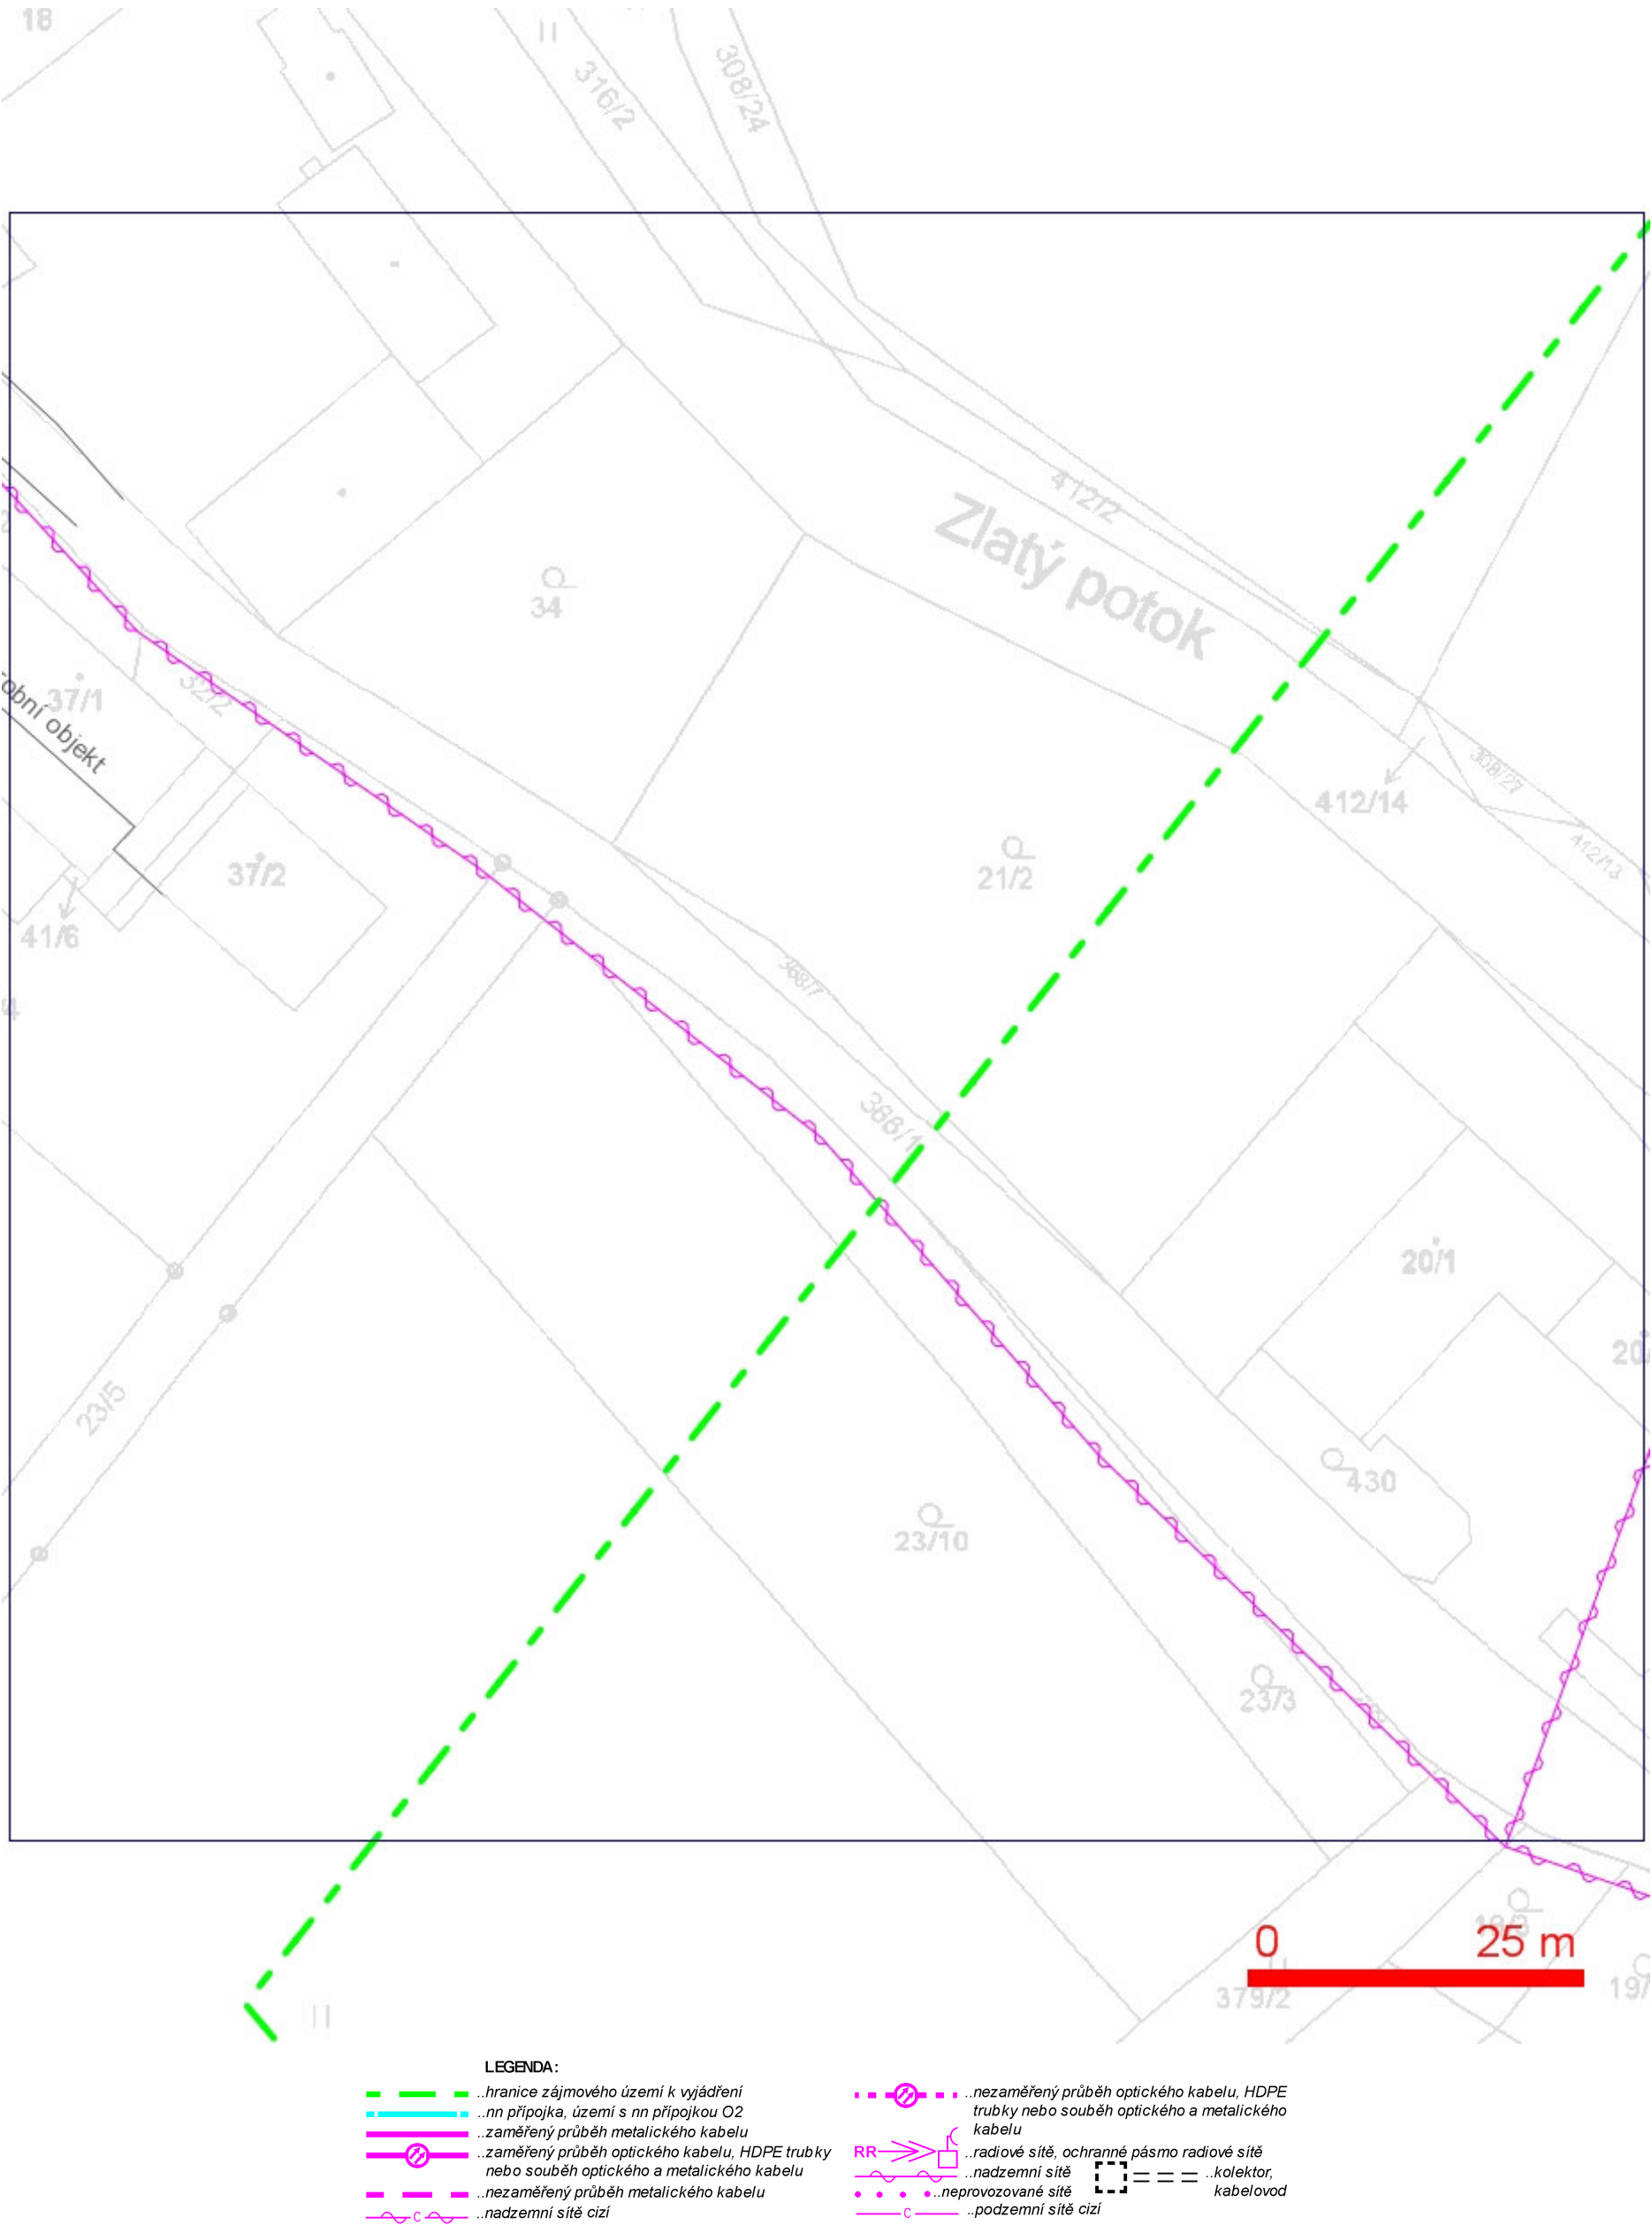 18
316/2
308/24
412/2
Zlatý potok
34
37/1
32/2
obní objekt
308/27
412/14
412/13
37/2
21/2
41/6
368/7
368/1
20/1
23/5
430
23/10
23/3
0 25 m
379/2
19/
LEGENDA:
..hranice zájmového území k vyjádření
..nn přípojka, území s nn přípojkou O2
..zaměřený průběh metalického kabelu
..zaměřený průběh optického kabelu, HDPE trubky
nebo souběh optického a metalického kabelu
..nezaměřený průběh metalického kabelu
C ..nadzemní sítě cizí
..nezaměřený průběh optického kabelu, HDPE
trubky nebo souběh optického a metalického
kabelu
RR ..radiové sítě, ochranné pásmo radiové sítě
..nadzemní sítě
..kolektor,
kabelovod
..neprovozované sítě
C ..podzemní sítě cizí